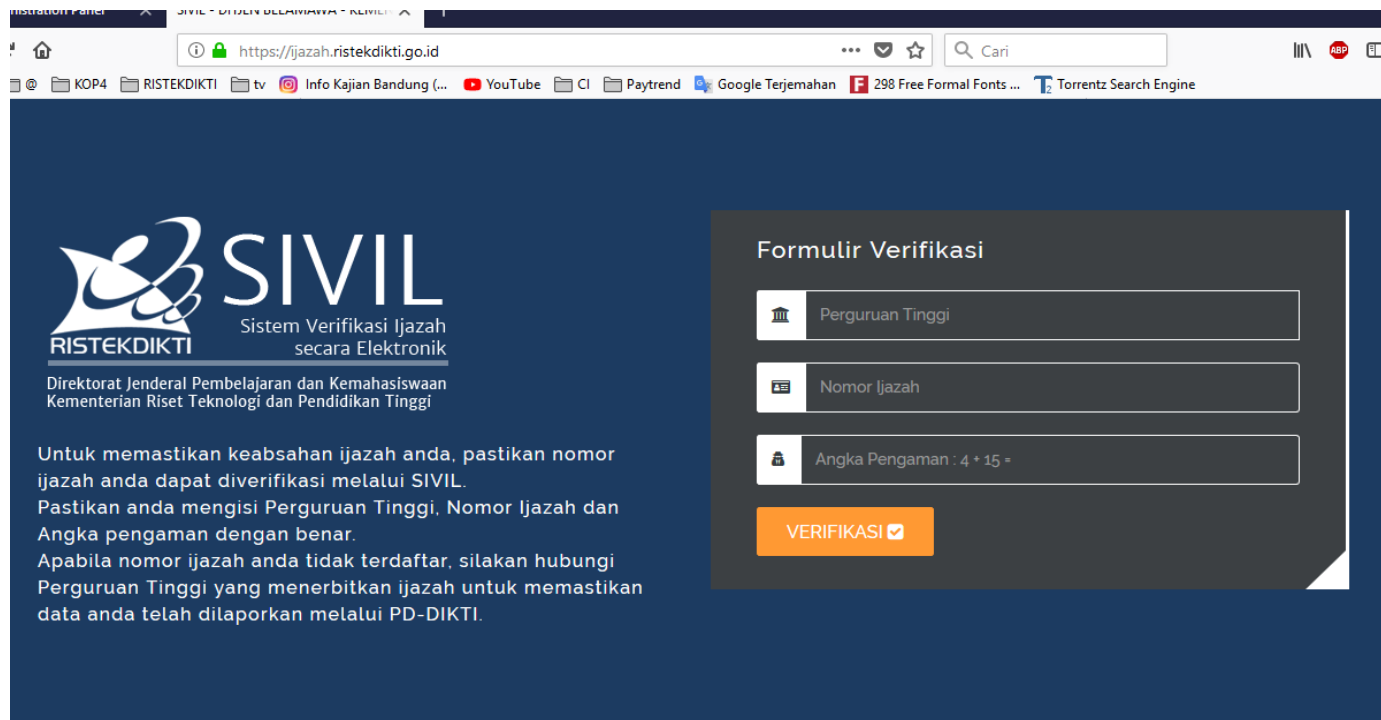 https://ijazah.ristekdikti.go.id
Cari
@ KOP4 RISTEKDIKTI tv Info Kajian Bandung (... YouTube CI Paytrend Google Terjemahan 298 Free Formal Fonts ... Torrentz Search Engine
SIVIL
Sistem Verifikasi Ijazah
secara Elektronik
RISTEKDIKTI
Direktorat Jenderal Pembelajaran dan Kemahasiswaan
Kementerian Riset Teknologi dan Pendidikan Tinggi
Untuk memastikan keabsahan ijazah anda, pastikan nomor
ijazah anda dapat diverifikasi melalui SIVIL.
Pastikan anda mengisi Perguruan Tinggi, Nomor Ijazah dan
Angka pengaman dengan benar.
Apabila nomor ijazah anda tidak terdaftar, silakan hubungi
Perguruan Tinggi yang menerbitkan ijazah untuk memastikan
data anda telah dilaporkan melalui PD-DIKTI.
Formulir Verifikasi
Perguruan Tinggi
Nomor Ijazah
Angka Pengaman : 4 + 15 =
VERIFIKASI